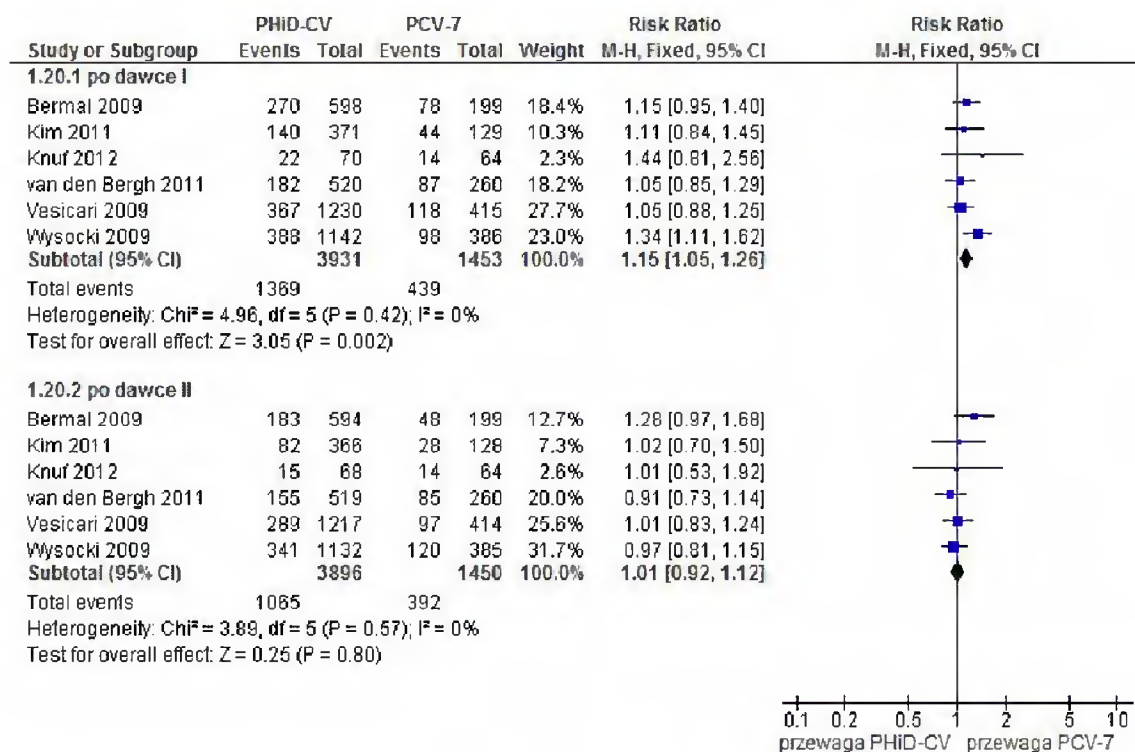 PHiD-CV PCV-7 Risk Ratio Risk Ratio
Study or Subgroup Events Total Events Total Weight M-H, Fixed, 95% CI M-H, Fixed, 95% CI
1.20.1 po dawce I
Bermal 2009 270 598 78 199 18.4% 1.15 [0.95, 1.40]
Kim 2011 140 371 44 129 10.3% 1.11 [0.84, 1.45]
Knuf 2012 22 70 14 64 2.3% 1.44 [0.81, 2.56]
van den Bergh 2011 182 520 87 260 18.2% 1.05 [0.85, 1.29]
Vesicari 2009 367 1230 118 415 27.7% 1.05 [0.88, 1.25]
Wysocki 2009 388 1142 98 386 23.0% 1.34 [1.11, 1.62]
Subtotal (95% CI) 3931 1453 100.0% 1.15 [1.05, 1.26]
Total events 1369 439
Heterogeneity: Chi² = 4.96, df = 5 (P = 0.42); I² = 0%
Test for overall effect: Z = 3.05 (P = 0.002)
1.20.2 po dawce II
Bermal 2009 183 594 48 199 12.7% 1.28 [0.97, 1.68]
Kim 2011 82 366 28 128 7.3% 1.02 [0.70, 1.50]
Knuf 2012 15 68 14 64 2.6% 1.01 [0.53, 1.92]
van den Bergh 2011 155 519 85 260 20.0% 0.91 [0.73, 1.14]
Vesicari 2009 289 1217 97 414 25.6% 1.01 [0.83, 1.24]
Wysocki 2009 341 1132 120 385 31.7% 0.97 [0.81, 1.15]
Subtotal (95% CI) 3896 1450 100.0% 1.01 [0.92, 1.12]
Total events 1065 392
Heterogeneity: Chi² = 3.89, df = 5 (P = 0.57); I² = 0%
Test for overall effect: Z = 0.25 (P = 0.80)
0.1 0.2 0.5 1 2 5 10
przewaga PHiD-CV przewaga PCV-7